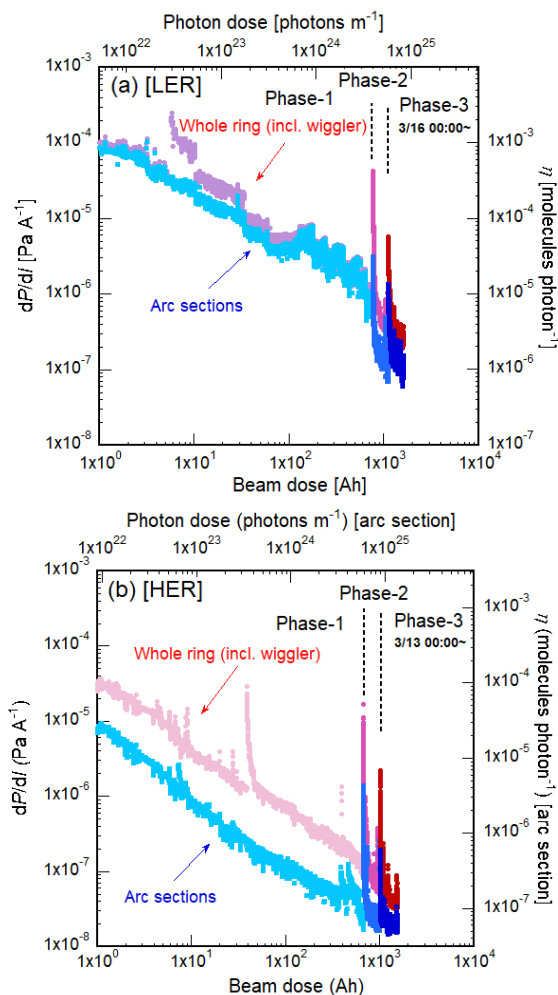 Photon dose [photons m⁻¹]
1x10²² 1x10²³ 1x10²⁴ 1x10²⁵
(a) [LER]
Phase-1
Phase-2
Phase-3
3/16 00:00~
Whole ring (incl. wiggler)
Arc sections
dP/dI [Pa A⁻¹]
1x10⁻³
1x10⁻⁴
1x10⁻⁵
1x10⁻⁶
1x10⁻⁷
1x10⁻⁸
η [molecules photon⁻¹]
1x10⁻³
1x10⁻⁴
1x10⁻⁵
1x10⁻⁶
1x10⁻⁷
1x10⁰ 1x10¹ 1x10² 1x10³ 1x10⁴
Beam dose [Ah]
Photon dose (photons m⁻¹) [arc section]
1x10²² 1x10²³ 1x10²⁴ 1x10²⁵
(b) [HER]
Phase-1
Phase-2
Phase-3
3/13 00:00~
Whole ring (incl. wiggler)
Arc sections
dP/dI (Pa A⁻¹)
1x10⁻³
1x10⁻⁴
1x10⁻⁵
1x10⁻⁶
1x10⁻⁷
1x10⁻⁸
η (molecules photon⁻¹) [arc section]
1x10⁻³
1x10⁻⁴
1x10⁻⁵
1x10⁻⁶
1x10⁻⁷
1x10⁰ 1x10¹ 1x10² 1x10³ 1x10⁴
Beam dose (Ah)